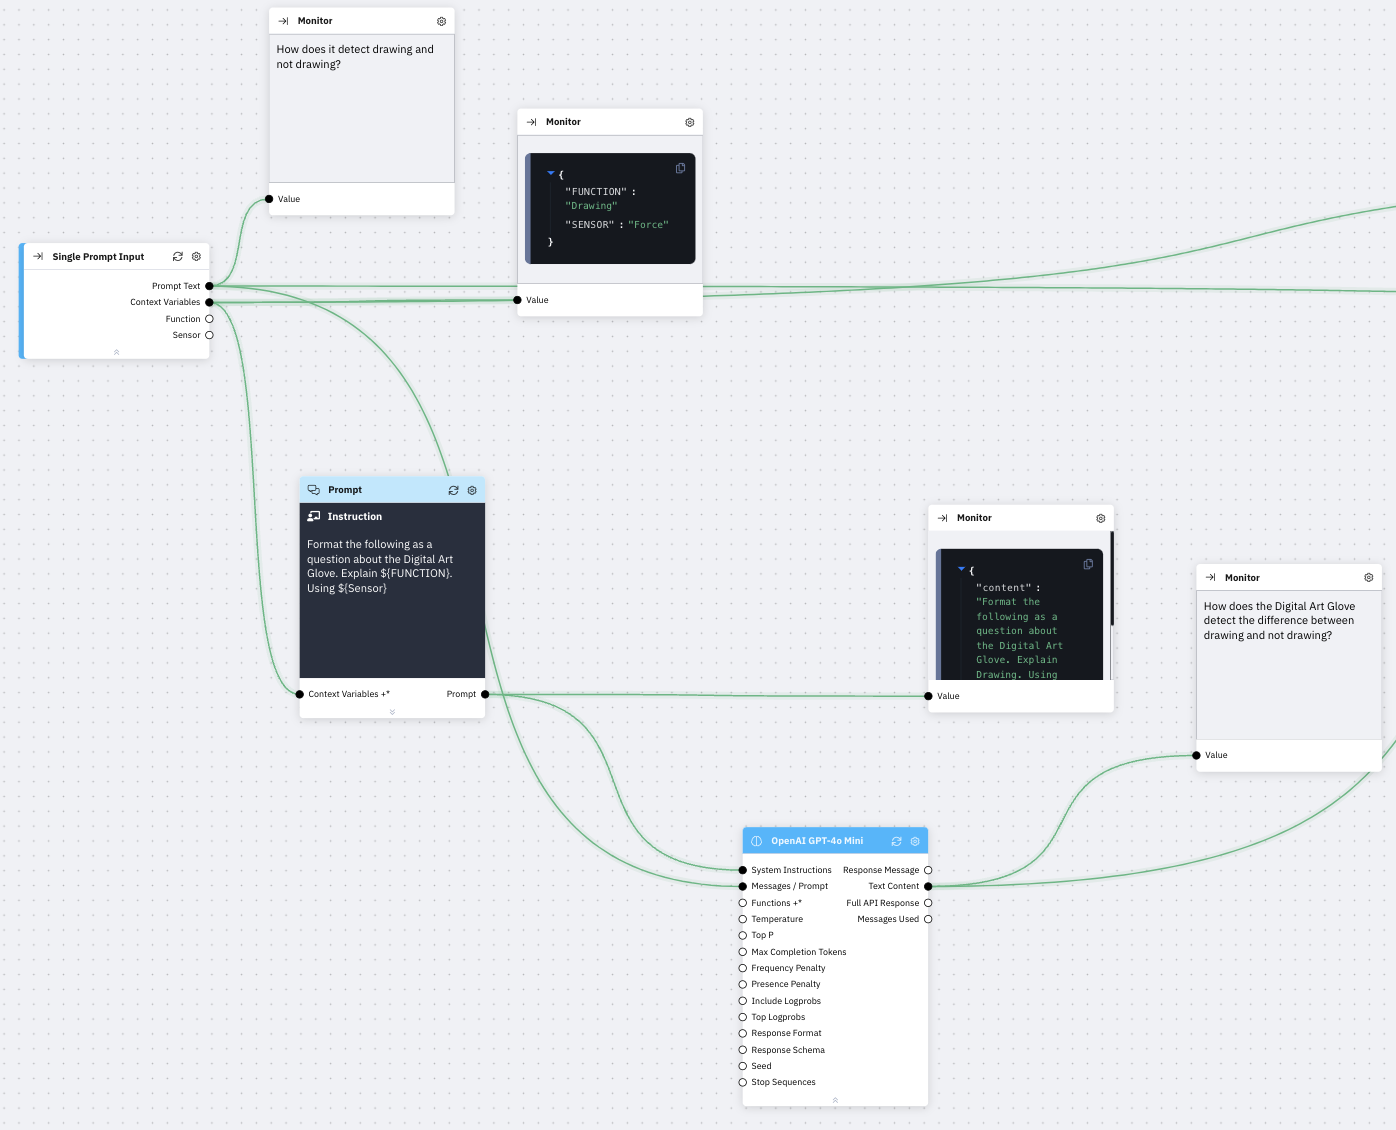 Monitor
How does it detect drawing and
not drawing?
Value
Monitor
{
"FUNCTION" :
"Drawing"
"SENSOR" : "Force"
}
Value
Single Prompt Input
Prompt Text
Context Variables
Function
Sensor
Prompt
Instruction
Format the following as a
question about the Digital Art
Glove. Explain ${FUNCTION}.
Using ${Sensor}
Context Variables +*
Prompt
Monitor
{
"content" :
"Format the
following as a
question about
the Digital Art
Glove. Explain
Drawing. Using
Value
Monitor
How does the Digital Art Glove
detect the difference between
drawing and not drawing?
Value
OpenAI GPT-4o Mini
System Instructions Response Message
Messages / Prompt Text Content
Functions +* Full API Response
Temperature Messages Used
Top P
Max Completion Tokens
Frequency Penalty
Presence Penalty
Include Logprobs
Top Logprobs
Response Format
Response Schema
Seed
Stop Sequences